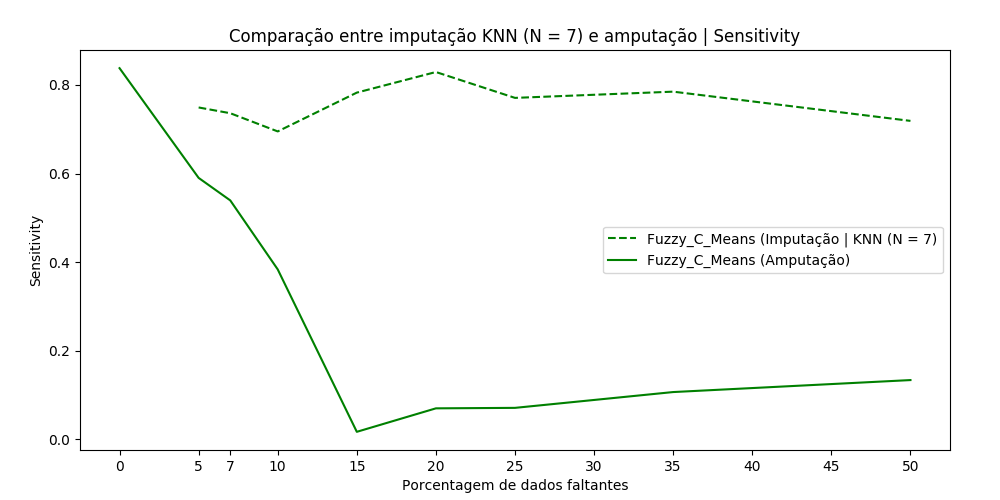 Comparação entre imputação KNN (N = 7) e amputação | Sensitivity
Sensitivity
0.8
0.6
0.4
0.2
0.0
Fuzzy_C_Means (Imputação | KNN (N = 7)
Fuzzy_C_Means (Amputação)
0 5 7 10 15 20 25 30 35 40 45 50
Porcentagem de dados faltantes